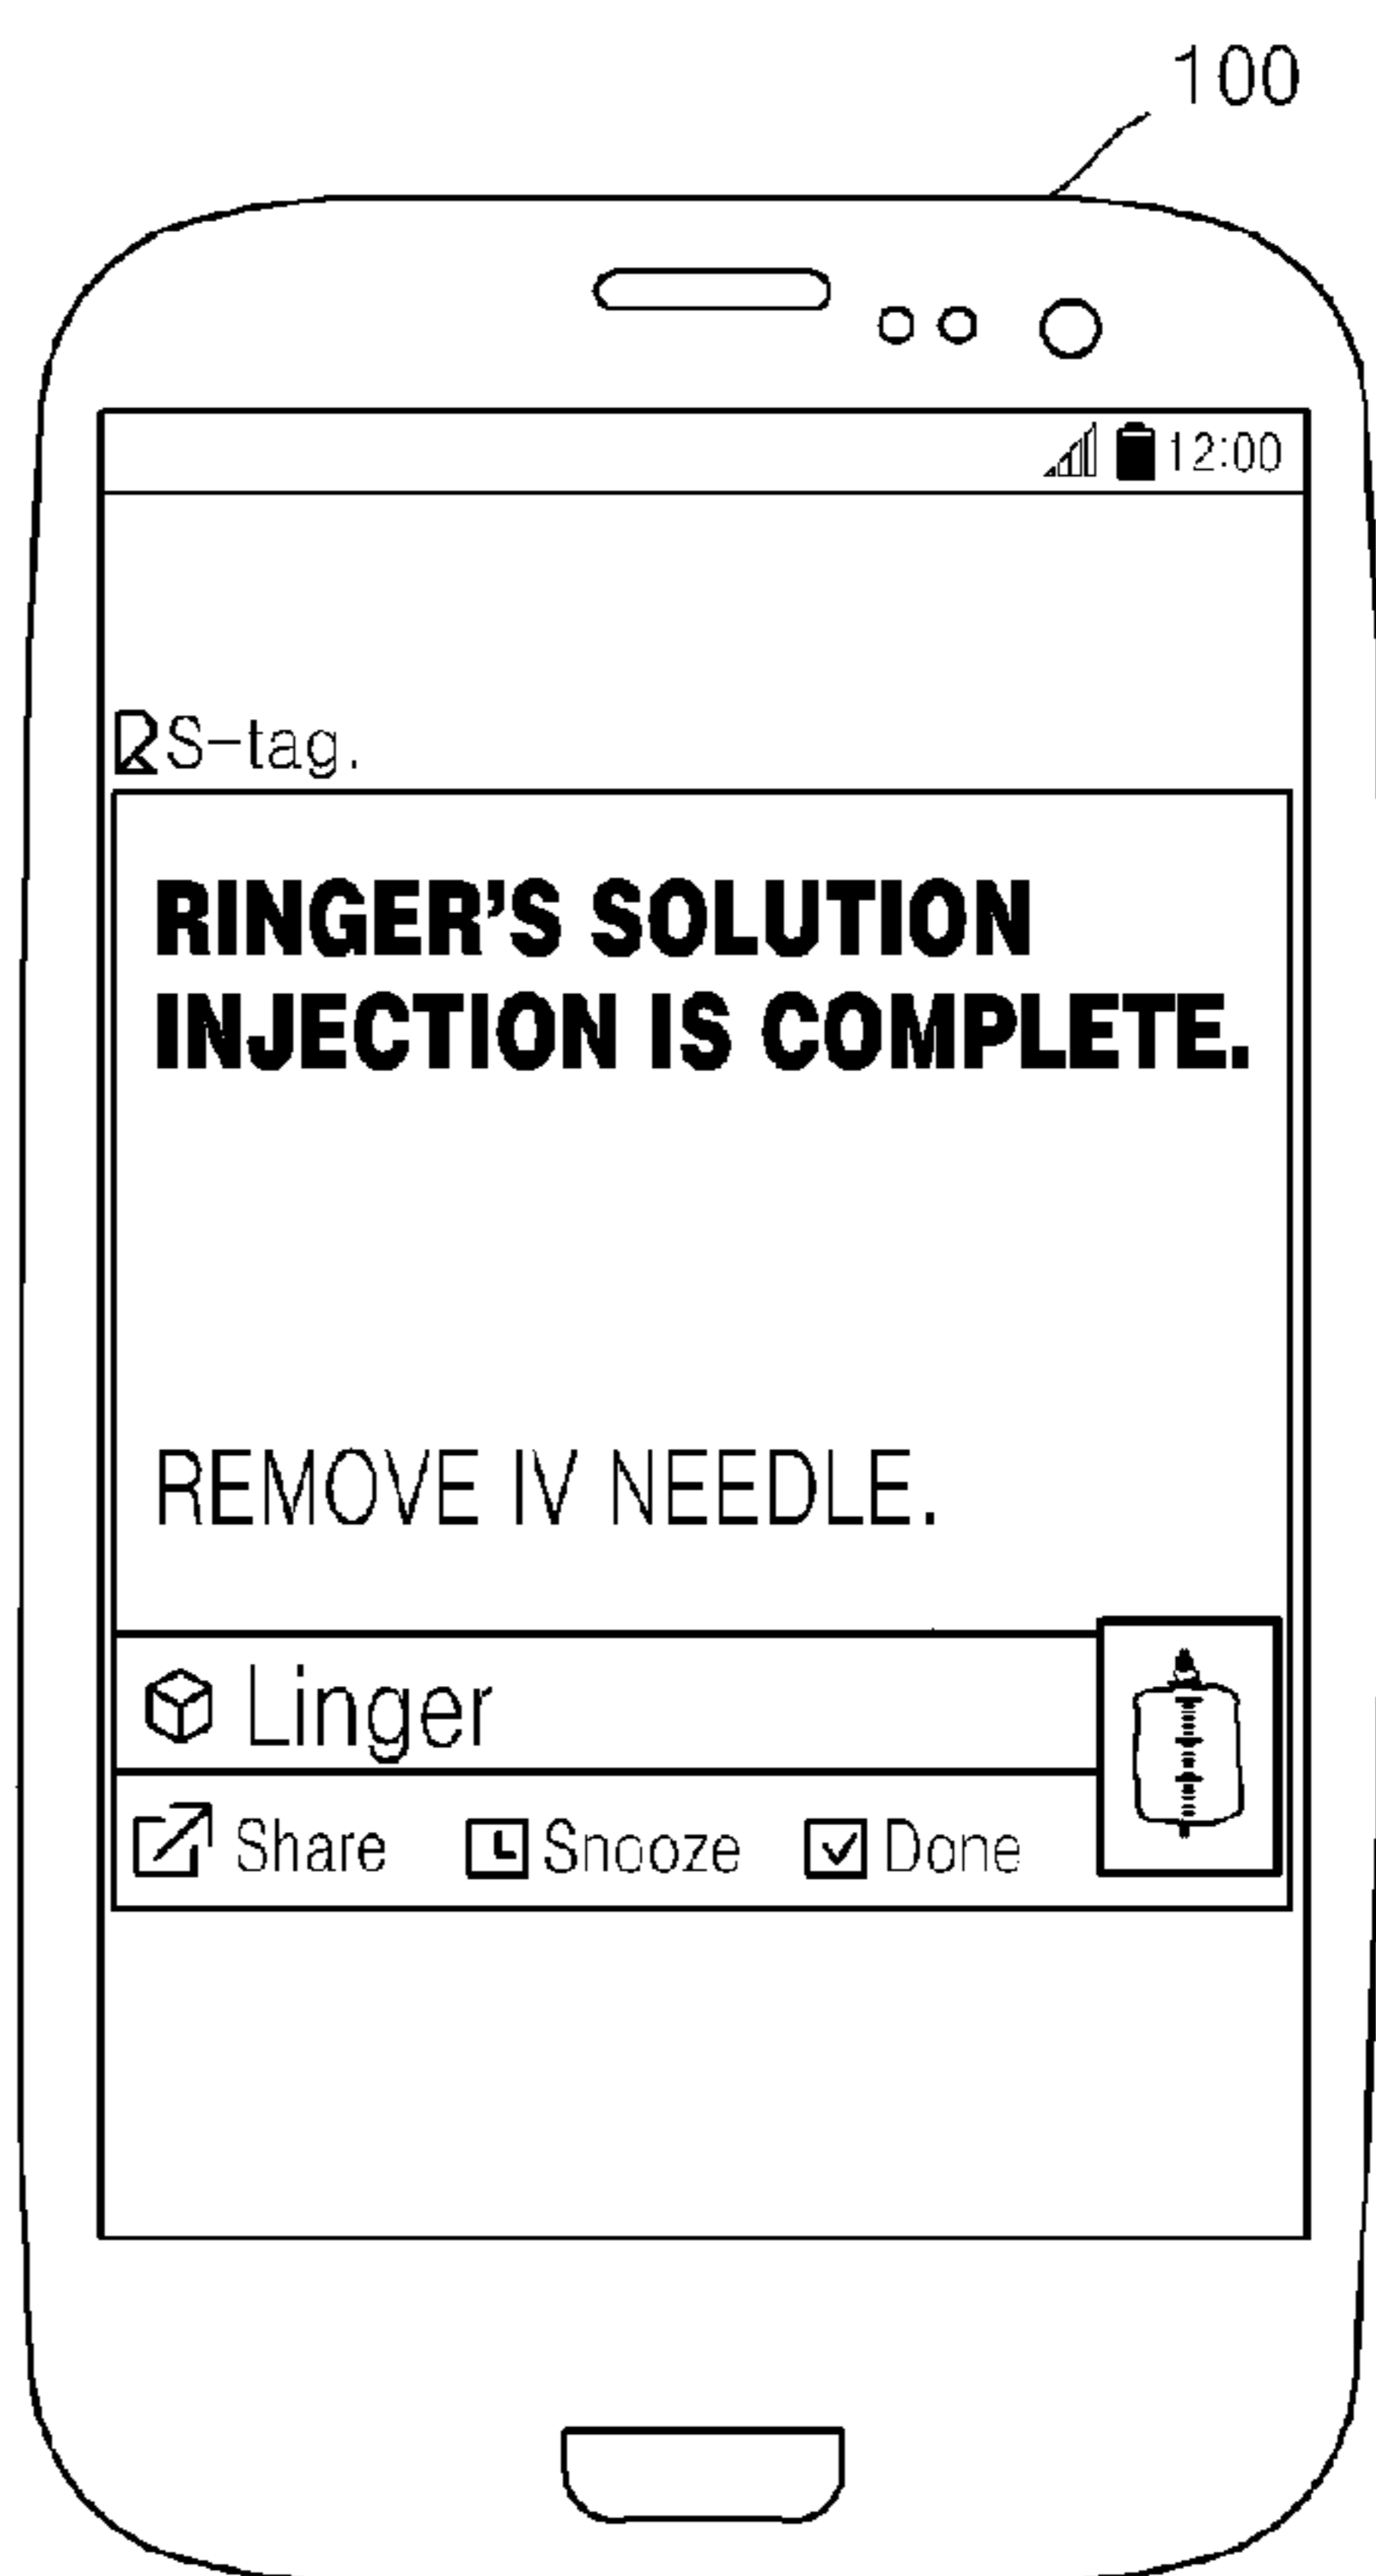 100
12:00
S-tag.
RINGER'S SOLUTION
INJECTION IS COMPLETE.
REMOVE IV NEEDLE.
Linger
Share Snooze Done